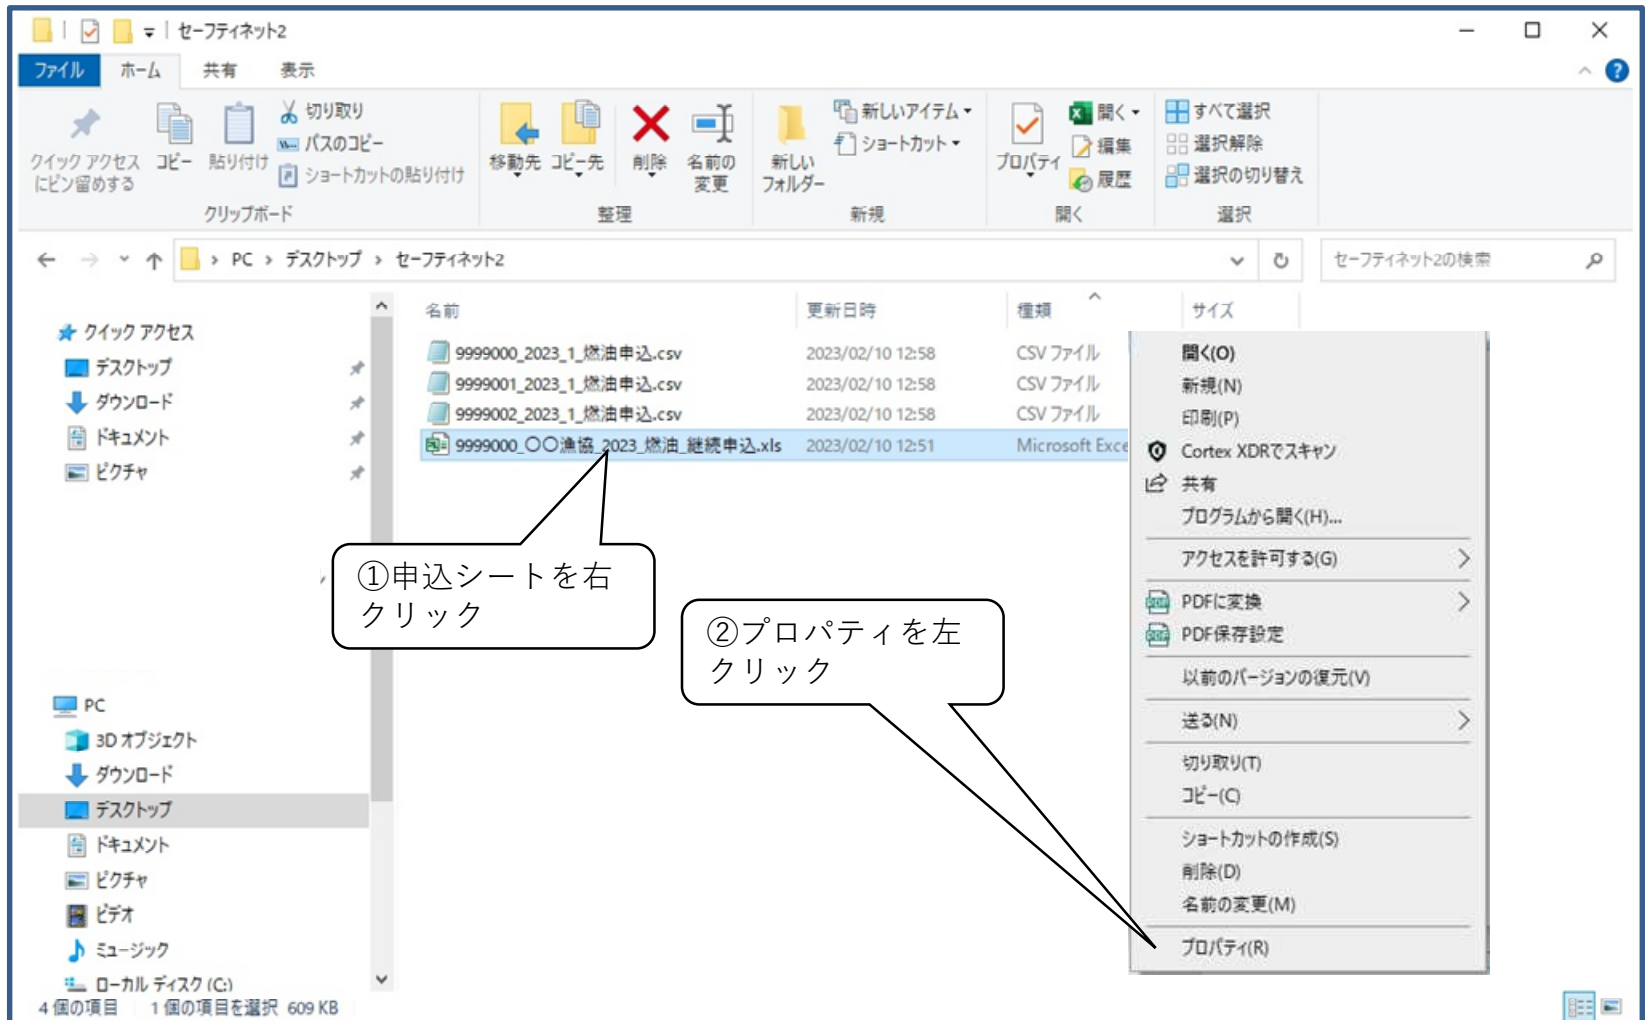 セーフティネット2
ファイル ホーム 共有 表示
クイック アクセス
にピン留めする
コピー
貼り付け
切り取り
パスのコピー
ショートカットの貼り付け
クリップボード
移動先
コピー先
削除
名前の
変更
整理
新しい
フォルダー
新しいアイテム
ショートカット
新規
プロパティ
開く
編集
履歴
開く
すべて選択
選択解除
選択の切り替え
選択
PC › デスクトップ › セーフティネット2
セーフティネット2の検索
クイック アクセス
デスクトップ
ダウンロード
ドキュメント
ピクチャ
PC
3D オブジェクト
ダウンロード
デスクトップ
ドキュメント
ピクチャ
ビデオ
ミュージック
ローカル ディスク (C:)
名前 更新日時 種類 サイズ
9999000_2023_1_燃油申込.csv 2023/02/10 12:58 CSV ファイル
9999001_2023_1_燃油申込.csv 2023/02/10 12:58 CSV ファイル
9999002_2023_1_燃油申込.csv 2023/02/10 12:58 CSV ファイル
9999000_〇〇漁協_2023_燃油_継続申込.xls 2023/02/10 12:51 Microsoft Exce
①申込シートを右
クリック
②プロパティを左
クリック
開く(O)
新規(N)
印刷(P)
Cortex XDRでスキャン
共有
プログラムから開く(H)...
アクセスを許可する(G)
PDFに変換
PDF保存設定
以前のバージョンの復元(V)
送る(N)
切り取り(T)
コピー(C)
ショートカットの作成(S)
削除(D)
名前の変更(M)
プロパティ(R)
4 個の項目 1 個の項目を選択 609 KB